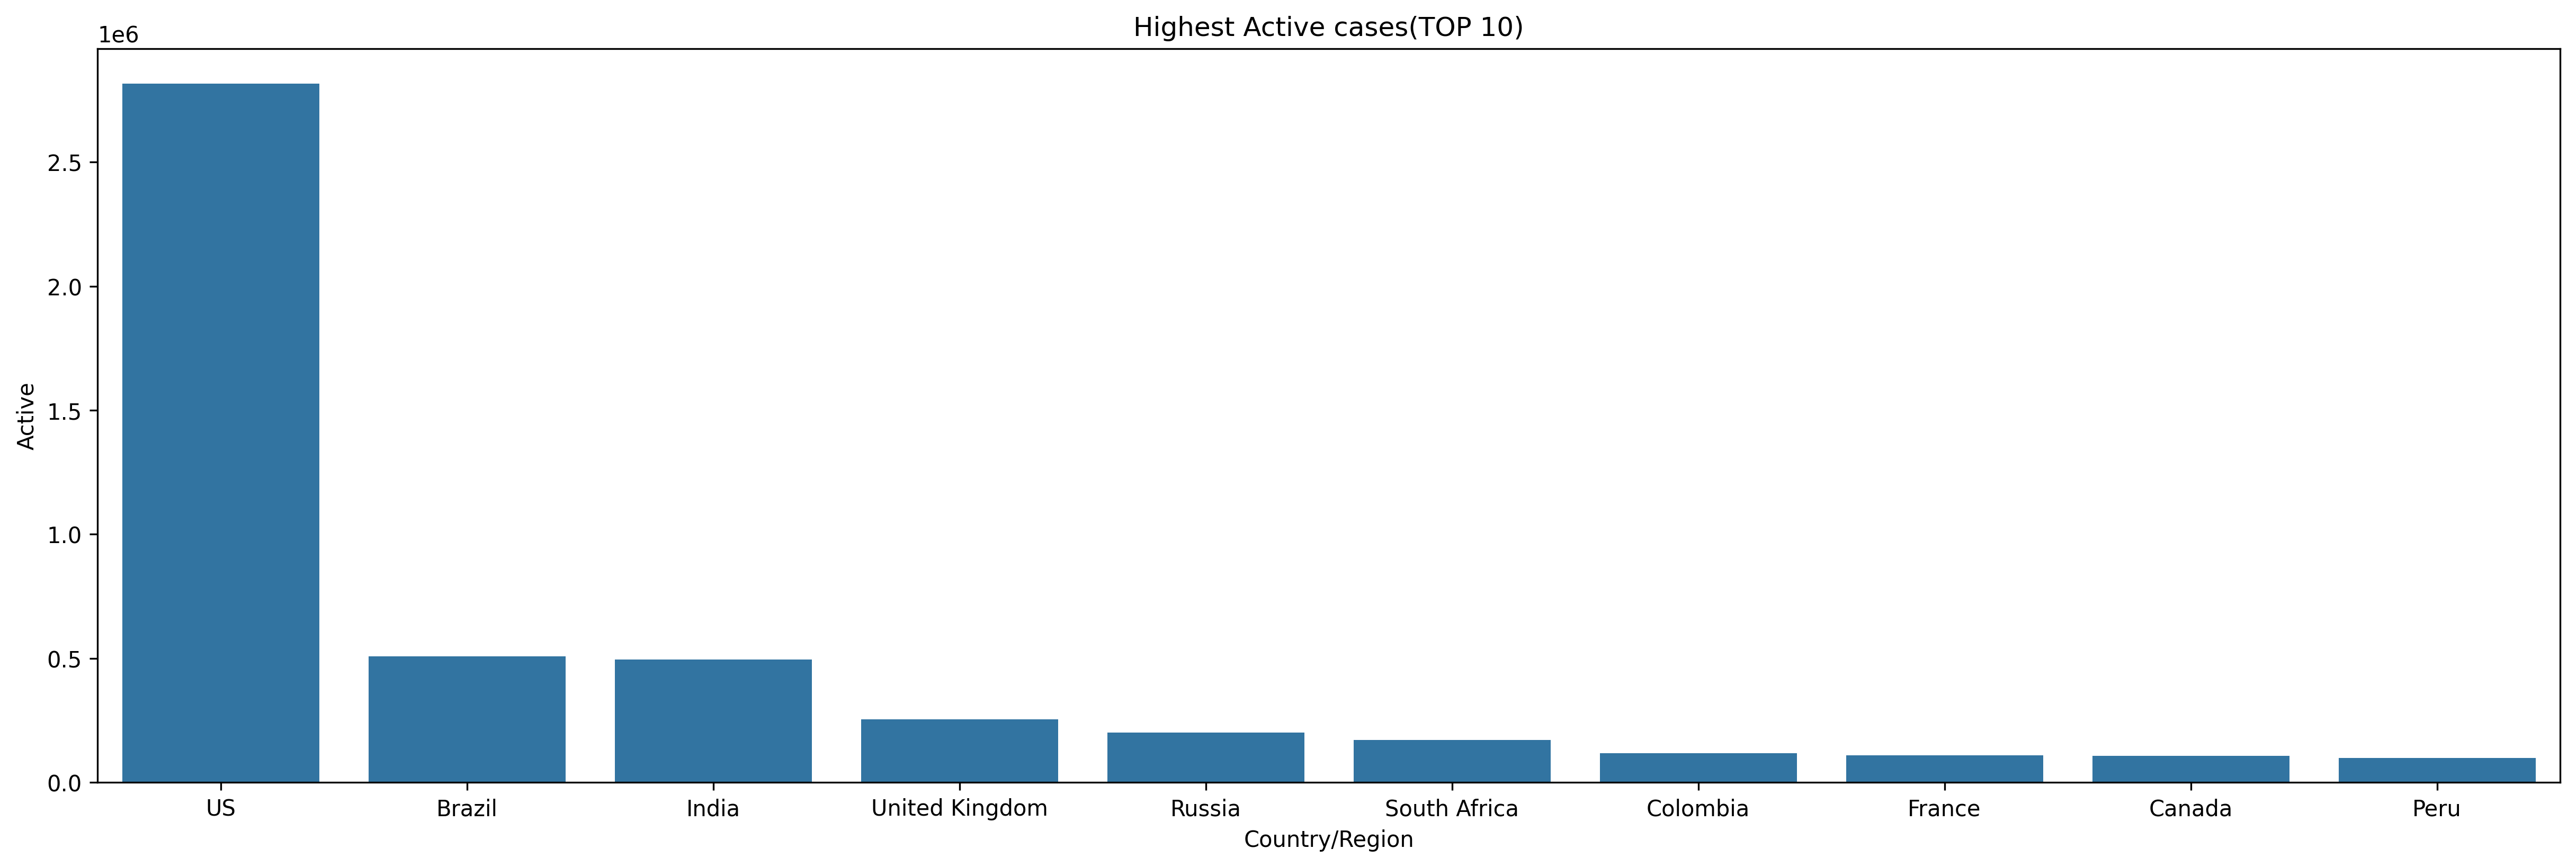 Highest Active cases(TOP 10)
1e6
2.5
2.0
1.5
1.0
0.5
0.0
Active
US Brazil India United Kingdom Russia South Africa Colombia France Canada Peru
Country/Region